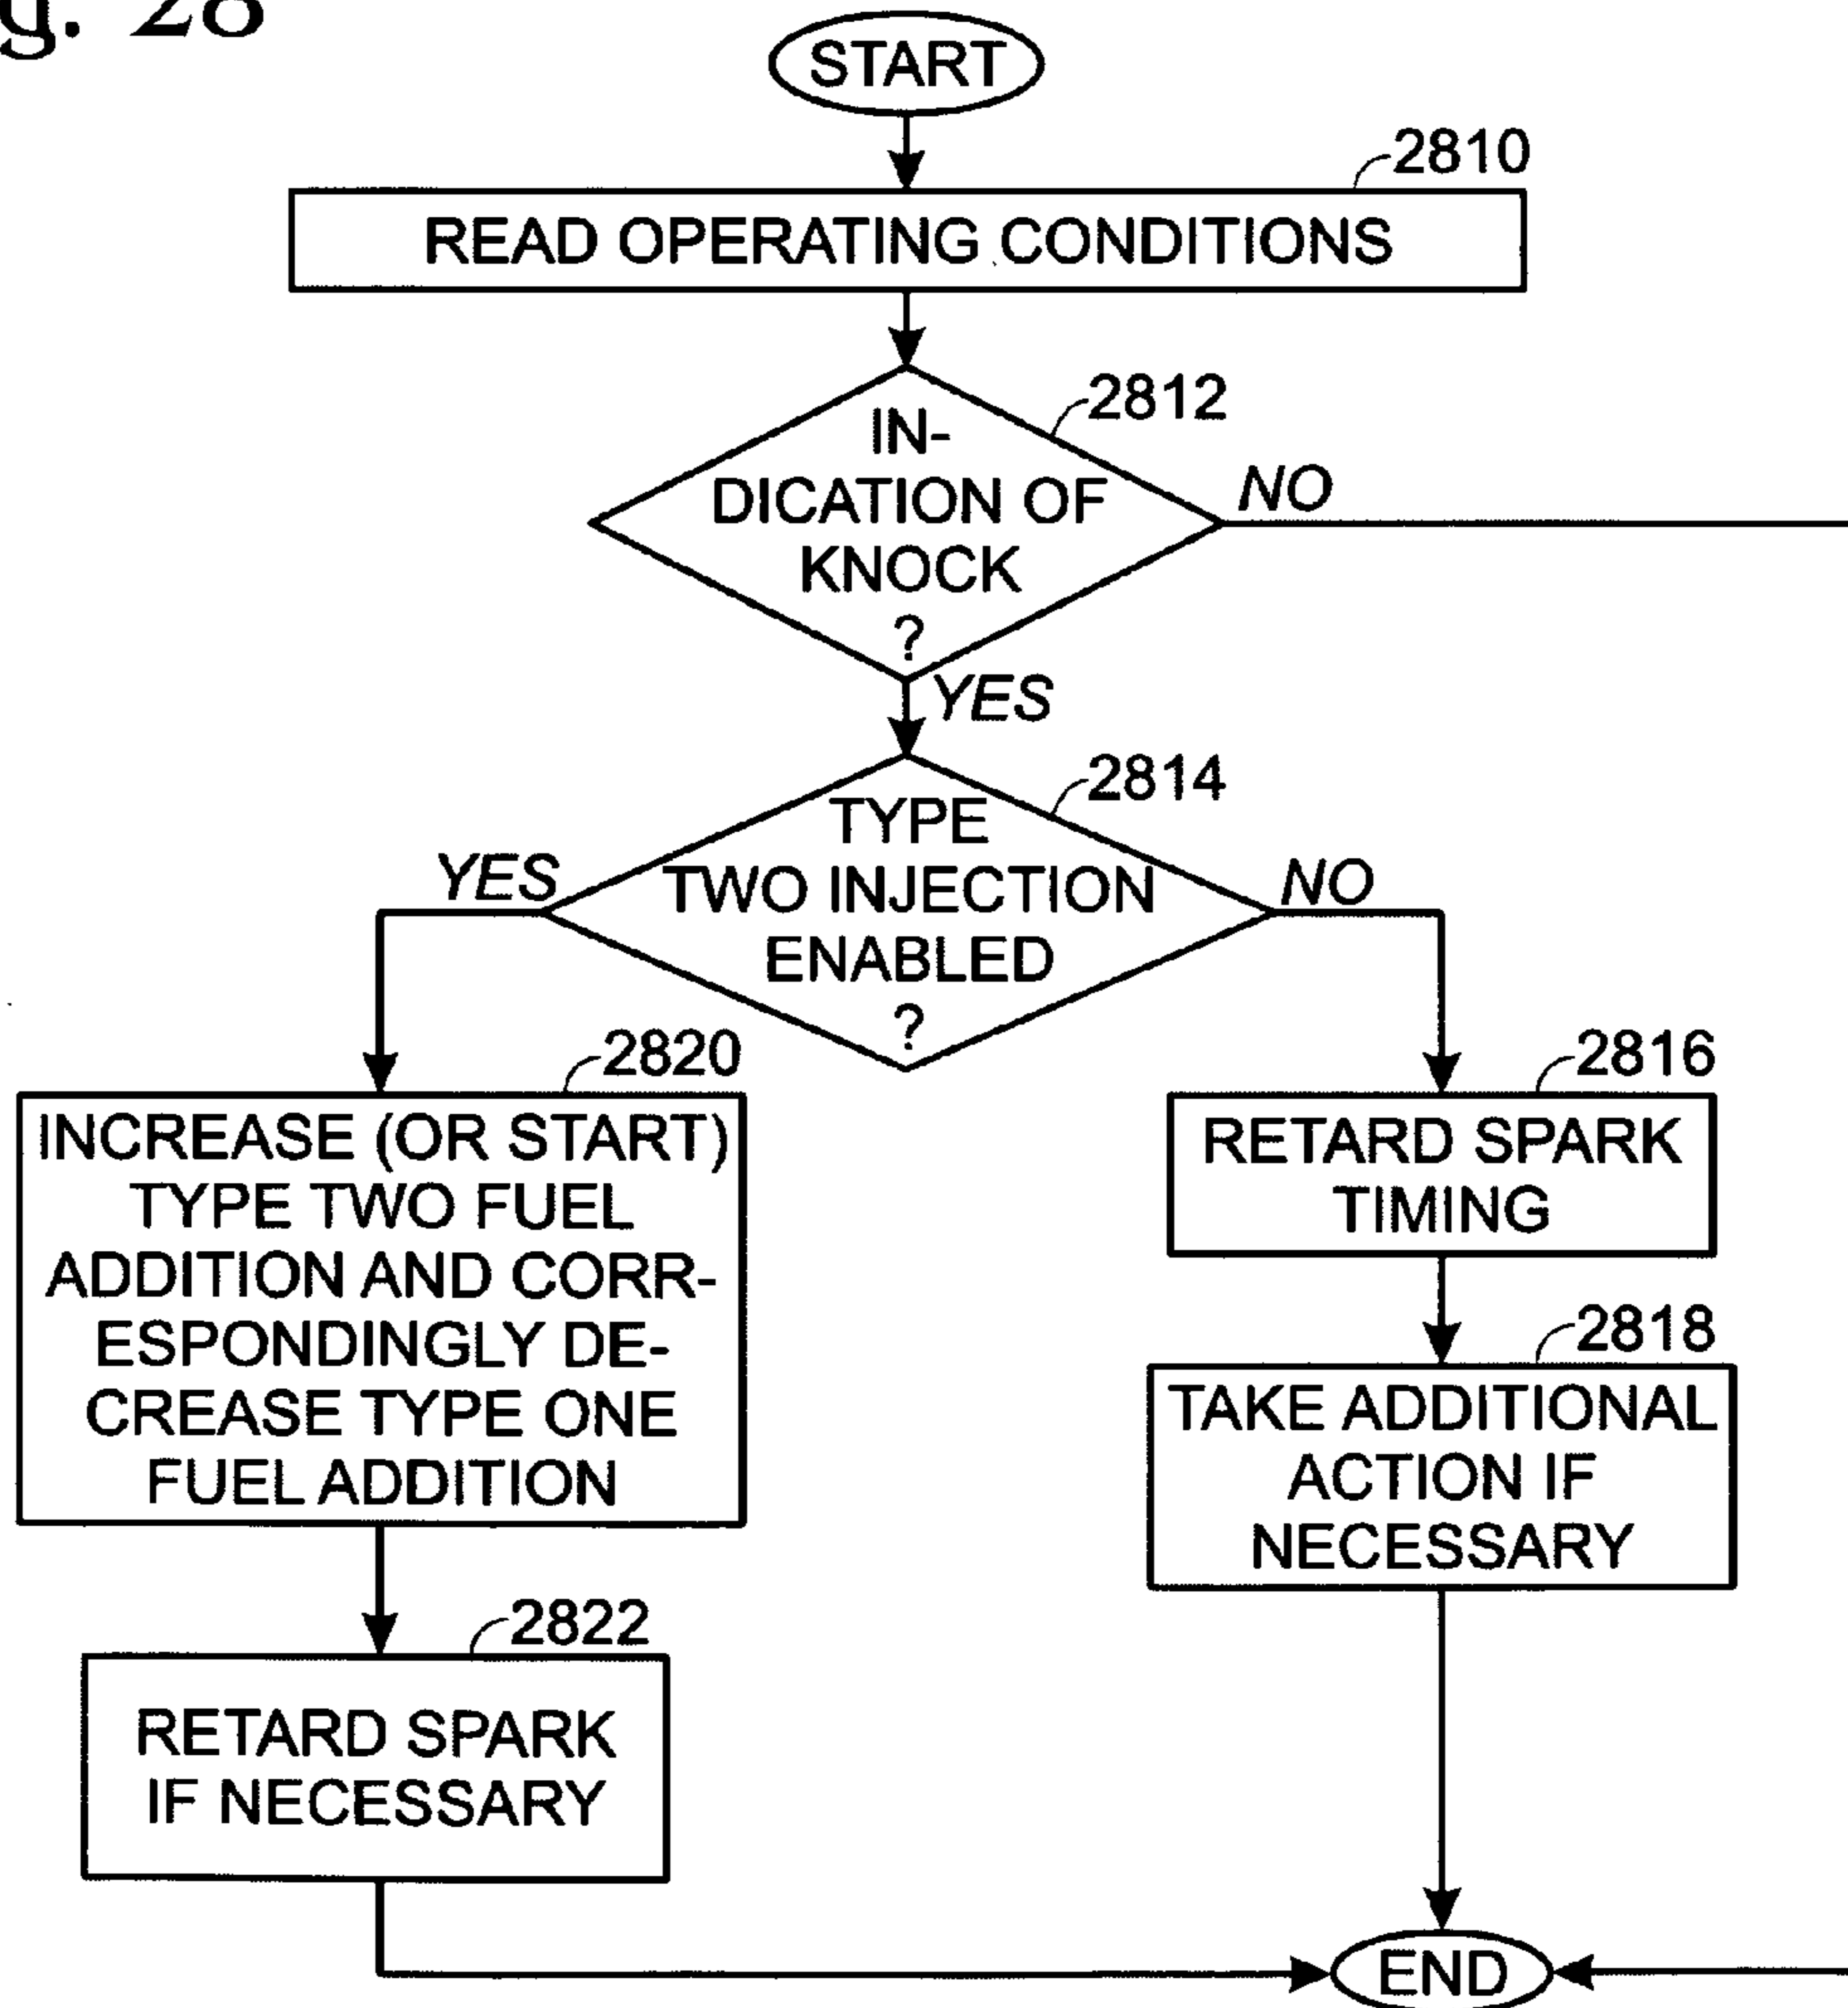 g. 28
START
2810
READ OPERATING CONDITIONS
2812
IN-
DICATION OF
KNOCK
?
NO
YES
2814
TYPE
TWO INJECTION
ENABLED
?
YES
NO
2820
INCREASE (OR START)
TYPE TWO FUEL
ADDITION AND CORR-
ESPONDINGLY DE-
CREASE TYPE ONE
FUEL ADDITION
2816
RETARD SPARK
TIMING
2818
TAKE ADDITIONAL
ACTION IF
NECESSARY
2822
RETARD SPARK
IF NECESSARY
END